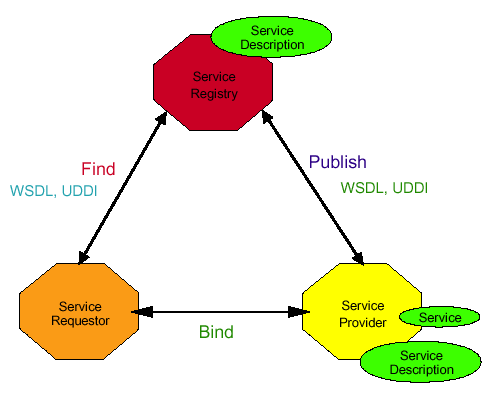 Service
Description
Service
Registry
Find
WSDL, UDDI
Publish
WSDL, UDDI
Service
Requestor
Bind
Service
Provider
Service
Service
Description